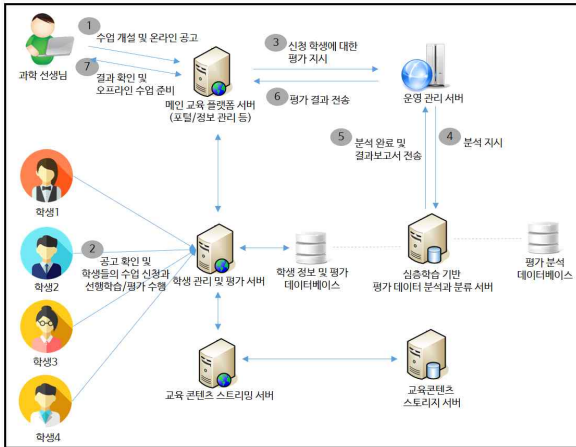 1 수업 개설 및 온라인 공고
과학 선생님
7 결과 확인 및
오프라인 수업 준비
메인 교육 플랫폼 서버
(포털/정보 관리 등)
3 신청 학생에 대한
평가 지시
6 평가 결과 전송
운영 관리 서버
5 분석 완료 및
결과보고서 전송
4 분석 지시
학생1
2 공고 확인 및
학생들의 수업 신청과
선행학습/평가 수행
학생2
학생3
학생4
학생 관리 및 평가 서버
학생 정보 및 평가
데이터베이스
심층학습 기반
평가 데이터 분석과 분류 서버
평가 분석
데이터베이스
교육 콘텐츠 스트리밍 서버
교육콘텐츠
스토리지 서버